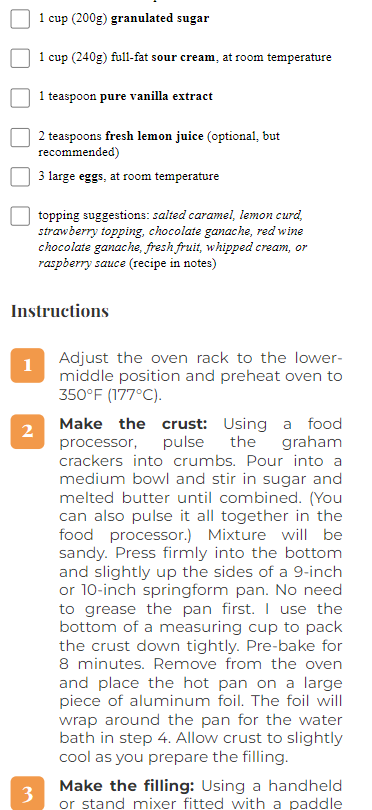 1 cup (200g) granulated sugar
1 cup (240g) full-fat sour cream, at room temperature
1 teaspoon pure vanilla extract
2 teaspoons fresh lemon juice (optional, but
recommended)
3 large eggs, at room temperature
topping suggestions: salted caramel, lemon curd,
strawberry topping, chocolate ganache, red wine
chocolate ganache, fresh fruit, whipped cream, or
raspberry sauce (recipe in notes)
Instructions
1
Adjust the oven rack to the lower-
middle position and preheat oven to
350°F (177°C).
2
Make the crust: Using a food
processor, pulse the graham
crackers into crumbs. Pour into a
medium bowl and stir in sugar and
melted butter until combined. (You
can also pulse it all together in the
food processor.) Mixture will be
sandy. Press firmly into the bottom
and slightly up the sides of a 9-inch
or 10-inch springform pan. No need
to grease the pan first. I use the
bottom of a measuring cup to pack
the crust down tightly. Pre-bake for
8 minutes. Remove from the oven
and place the hot pan on a large
piece of aluminum foil. The foil will
wrap around the pan for the water
bath in step 4. Allow crust to slightly
cool as you prepare the filling.
3
Make the filling: Using a handheld
or stand mixer fitted with a paddle